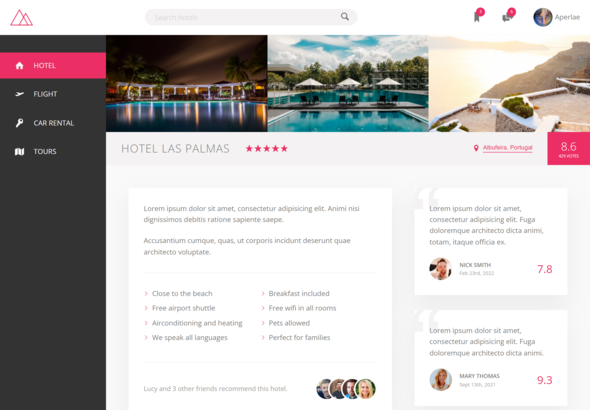 Search hotels
3
6
Aperlae
HOTEL
FLIGHT
CAR RENTAL
TOURS
HOTEL LAS PALMAS
Albufeira, Portugal
8.6
429 VOTES
Lorem ipsum dolor sit amet, consectetur adipisicing elit. Animi nisi
dignissimos debitis ratione sapiente saepe.
Accusantium cumque, quas, ut corporis incidunt deserunt quae
architecto voluptate.
Close to the beach
Breakfast included
Free airport shuttle
Free wifi in all rooms
Airconditioning and heating
Pets allowed
We speak all languages
Perfect for families
Lucy and 3 other friends recommend this hotel.
Lorem ipsum dolor sit amet,
consectetur adipisicing elit. Fuga
doloremque architecto dicta animi,
totam, itaque officia ex.
NICK SMITH
Feb 23rd, 2022
7.8
Lorem ipsum dolor sit amet,
consectetur adipisicing elit. Fuga
doloremque architecto dicta animi.
MARY THOMAS
Sept 13th, 2021
9.3